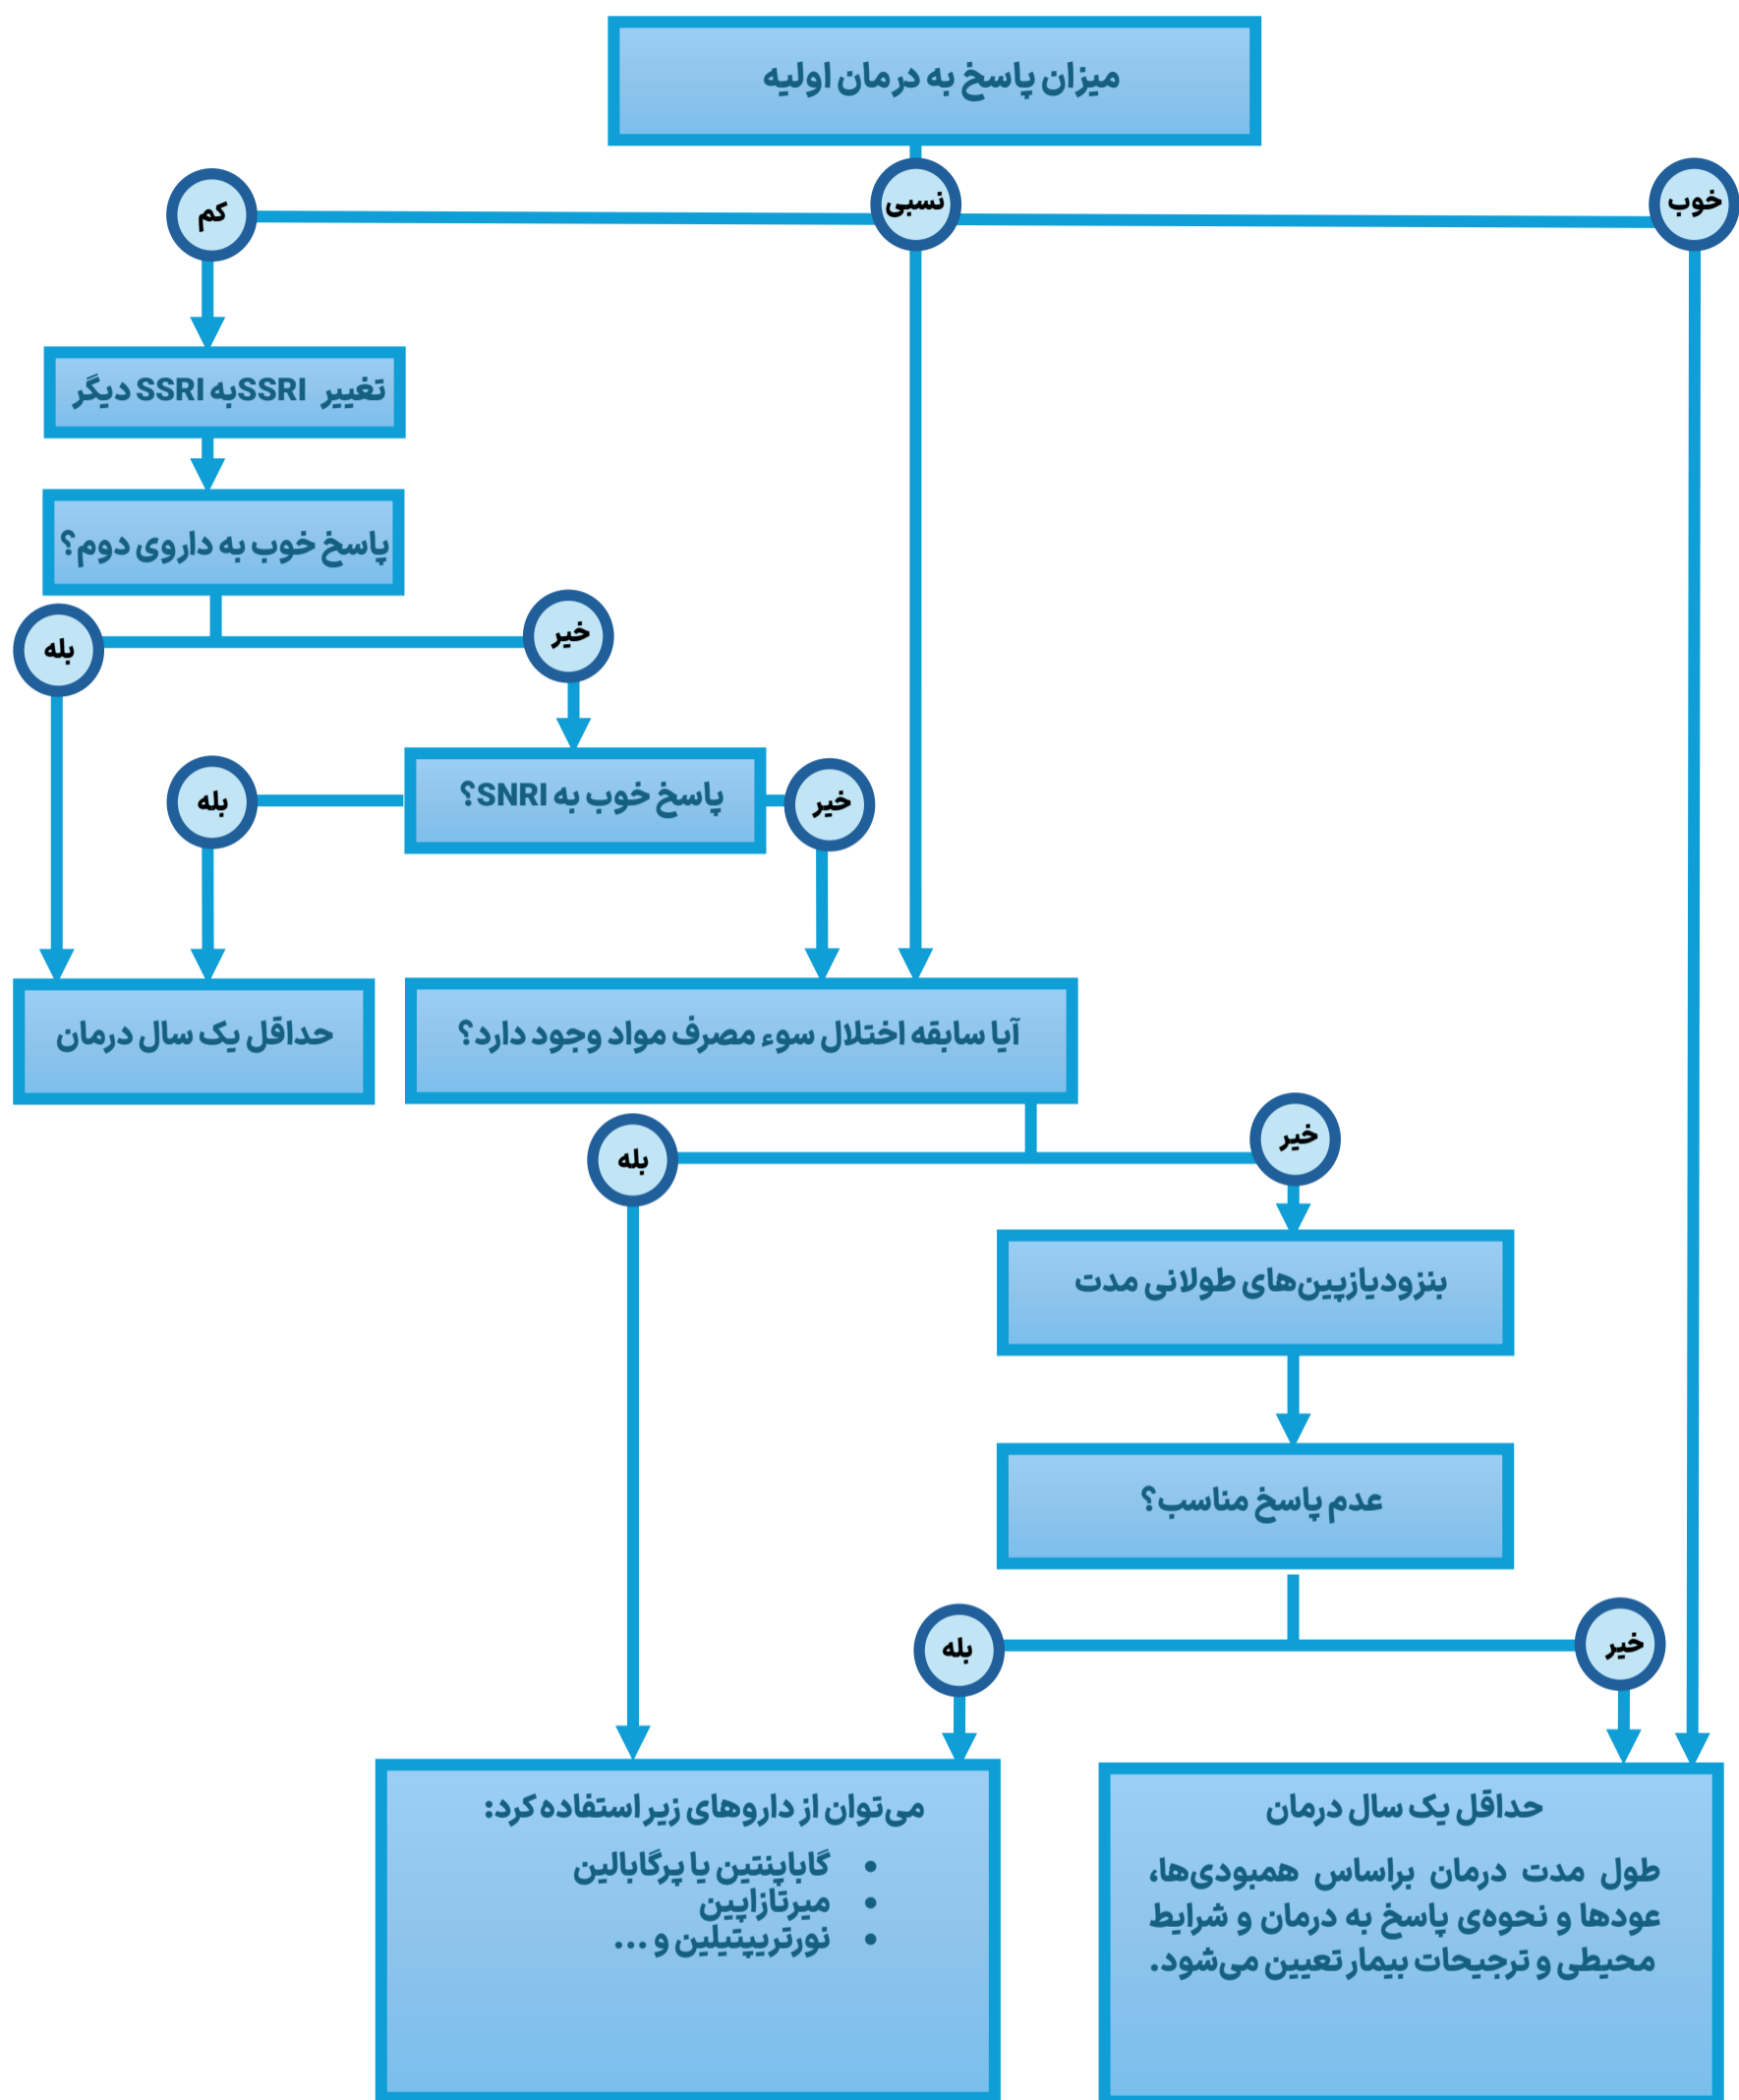 میزان پاسخ به درمان اولیه
خوب
نسبی
کم
تغییر SSRIبه SSRI دیگر
پاسخ خوب به داروی دوم؟
خیر
بله
پاسخ خوب به SNRI؟
خیر
بله
آیا سابقه اختلال سوء مصرف مواد وجود دارد؟
حداقل یک سال درمان
خیر
بله
بنزودیازپین‌های طولانی مدت
عدم پاسخ مناسب؟
خیر
بله
حداقل یک سال درمان
طول مدت درمان براساس همبودی‌ها،
عودها و نحوه‌ی پاسخ به درمان و شرایط
محیطی و ترجیحات بیمار تعیین می‌شود.
می‌توان از داروهای زیر استفاده کرد:
• گاباپنتین یا پرگابالین
• میرتازاپین
• نورتریپتیلین و ...